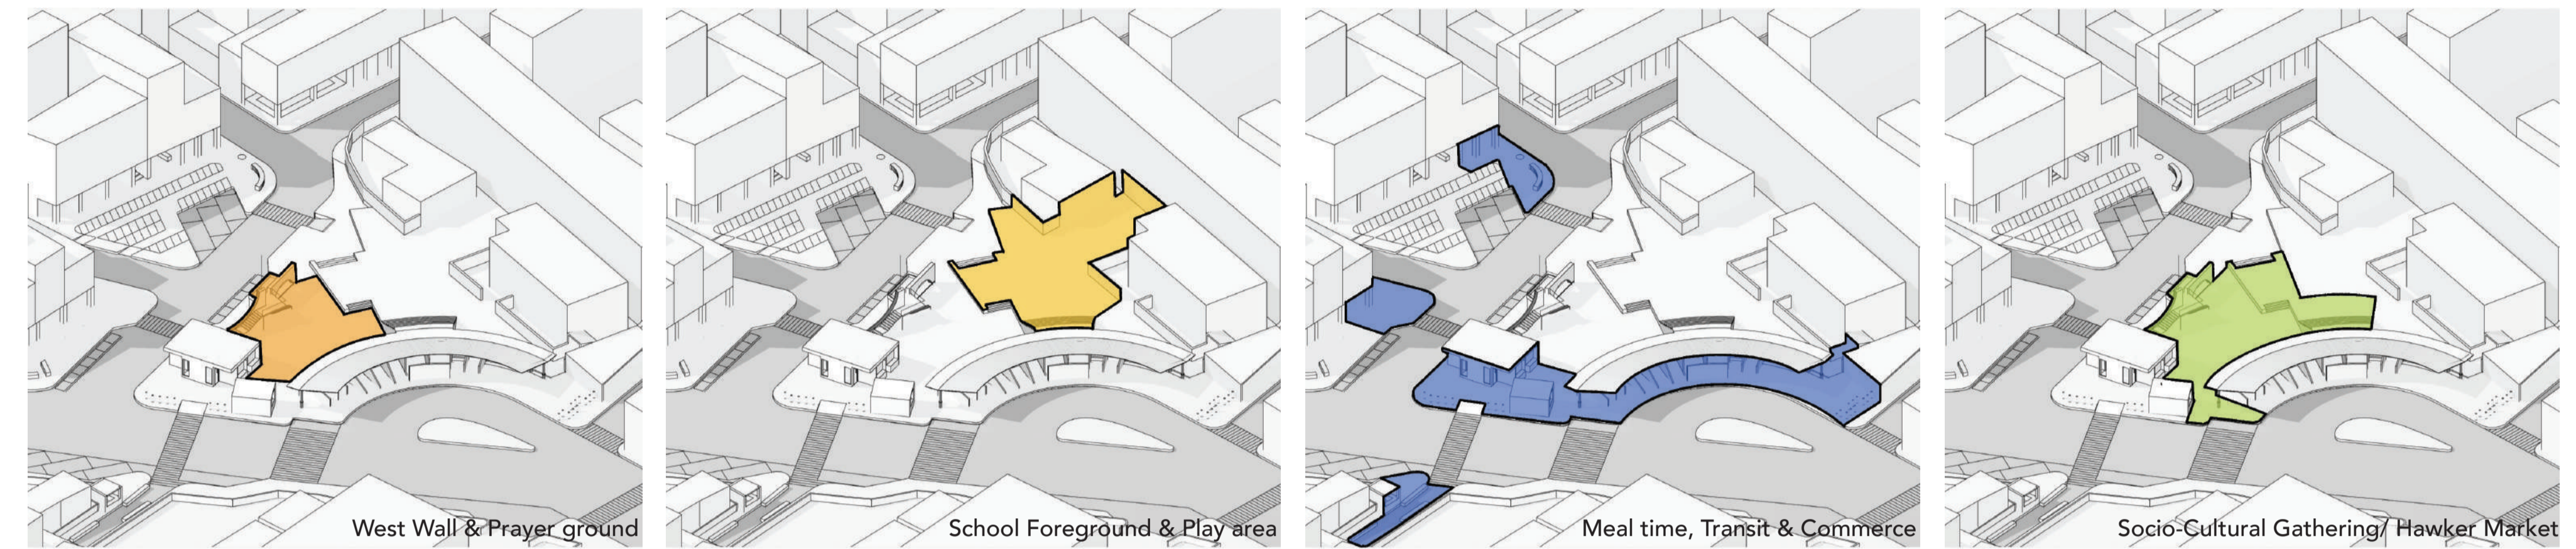 West Wall & Prayer ground
School Foreground & Play area
Meal time, Transit & Commerce
Socio-Cultural Gathering/ Hawker Market